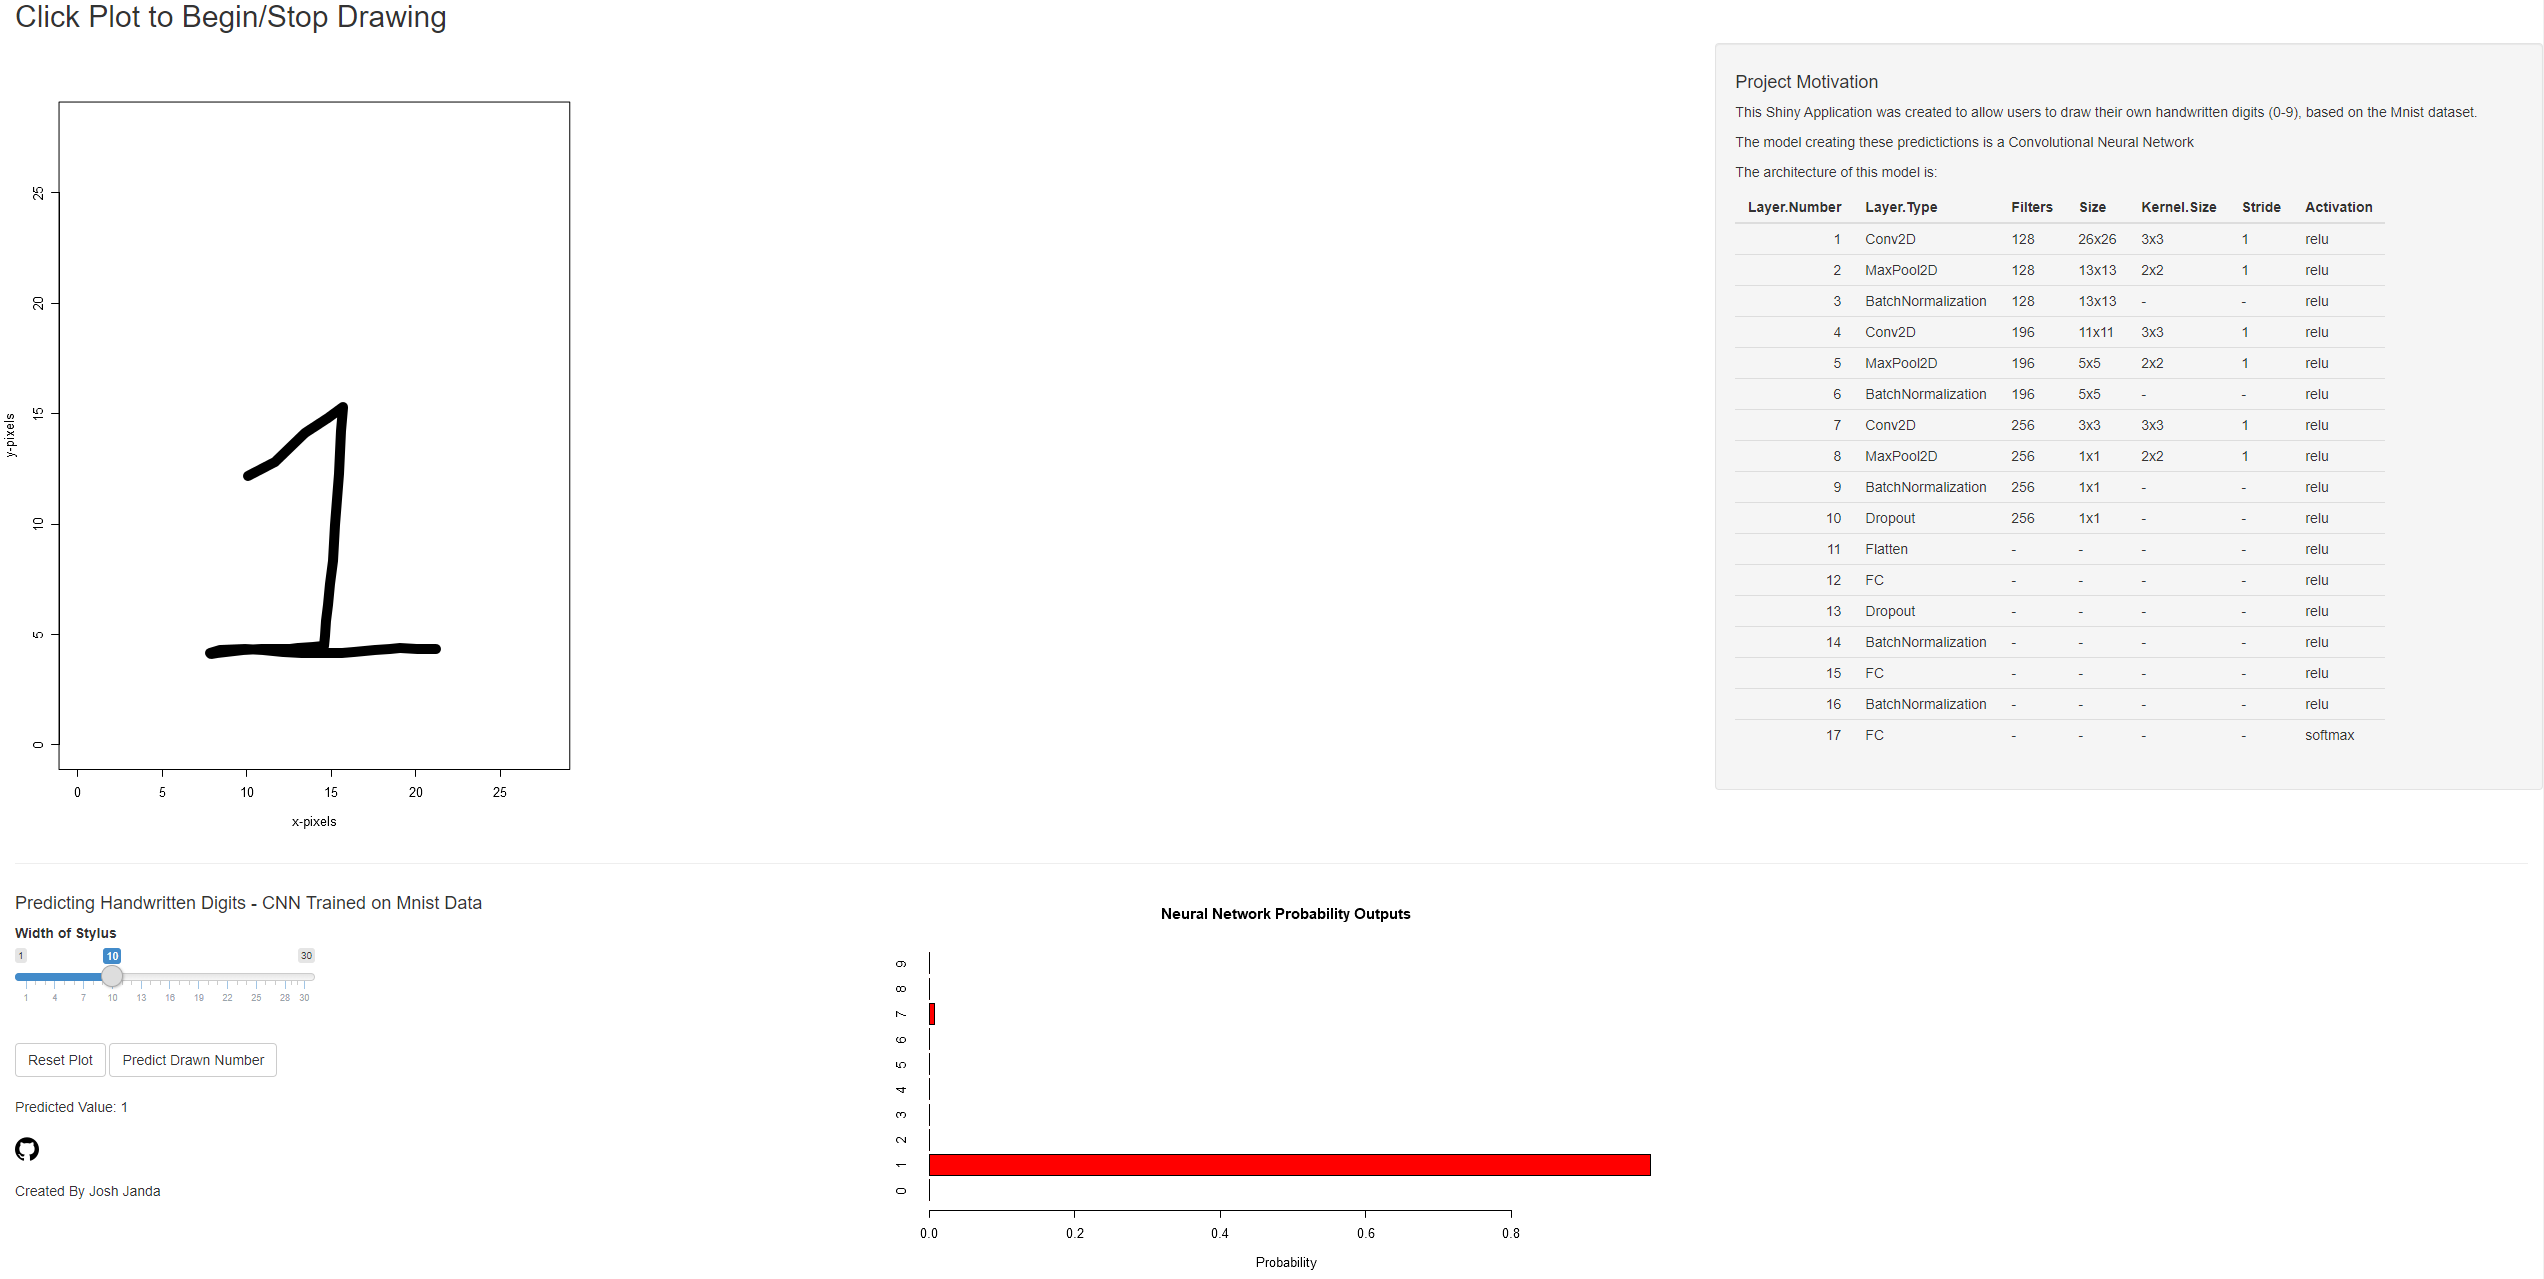 Click Plot to Begin/Stop Drawing
25
20
15
10
5
0
y-pixels
0 5 10 15 20 25
x-pixels
1
Project Motivation
This Shiny Application was created to allow users to draw their own handwritten digits (0-9), based on the Mnist dataset.
The model creating these predictictions is a Convolutional Neural Network
The architecture of this model is:
Layer.Number Layer.Type Filters Size Kernel.Size Stride Activation
1 Conv2D 128 26x26 3x3 1 relu
2 MaxPool2D 128 13x13 2x2 1 relu
3 BatchNormalization 128 13x13 - - relu
4 Conv2D 196 11x11 3x3 1 relu
5 MaxPool2D 196 5x5 2x2 1 relu
6 BatchNormalization 196 5x5 - - relu
7 Conv2D 256 3x3 3x3 1 relu
8 MaxPool2D 256 1x1 2x2 1 relu
9 BatchNormalization 256 1x1 - - relu
10 Dropout 256 1x1 - - relu
11 Flatten - - - - relu
12 FC - - - - relu
13 Dropout - - - - relu
14 BatchNormalization - - - - relu
15 FC - - - - relu
16 BatchNormalization - - - - relu
17 FC - - - - softmax
Predicting Handwritten Digits - CNN Trained on Mnist Data
Width of Stylus
1 10 30
1 4 7 10 13 16 19 22 25 28 30
Reset Plot Predict Drawn Number
Predicted Value: 1
Created By Josh Janda
Neural Network Probability Outputs
9
8
7
6
5
4
3
2
1
0
0.0 0.2 0.4 0.6 0.8
Probability